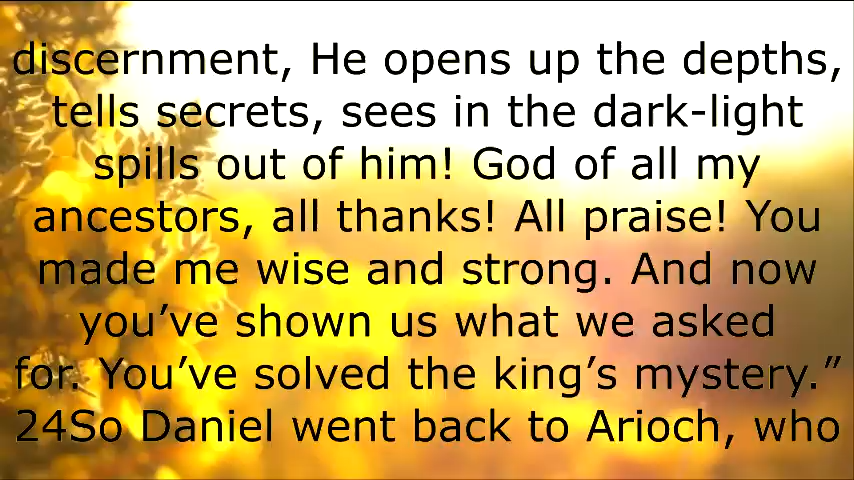 discernment, He opens up the depths,
tells secrets, sees in the dark-light
spills out of him! God of all my
ancestors, all thanks! All praise! You
made me wise and strong. And now
you’ve shown us what we asked
for. You’ve solved the king’s mystery.”
24So Daniel went back to Arioch, who